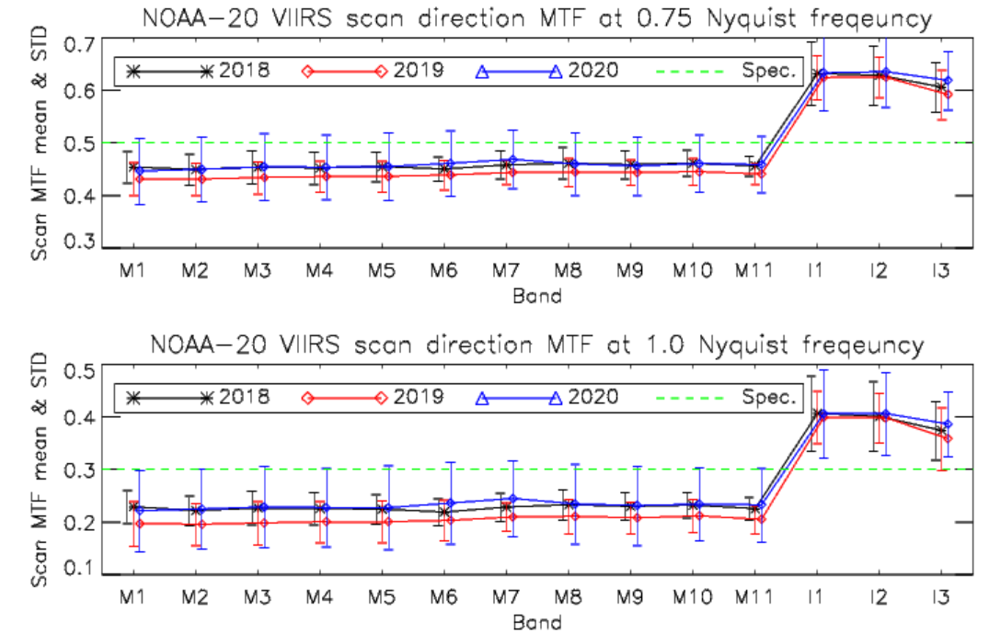 NOAA-20 VIIRS scan direction MTF at 0.75 Nyquist freqeuncy
Scan MTF mean & STD
0.7
0.6
0.5
0.4
0.3
2018 2019 2020 Spec.
M1 M2 M3 M4 M5 M6 M7 M8 M9 M10 M11 I1 I2 I3
Band
NOAA-20 VIIRS scan direction MTF at 1.0 Nyquist freqeuncy
Scan MTF mean & STD
0.5
0.4
0.3
0.2
0.1
2018 2019 2020 Spec.
M1 M2 M3 M4 M5 M6 M7 M8 M9 M10 M11 I1 I2 I3
Band